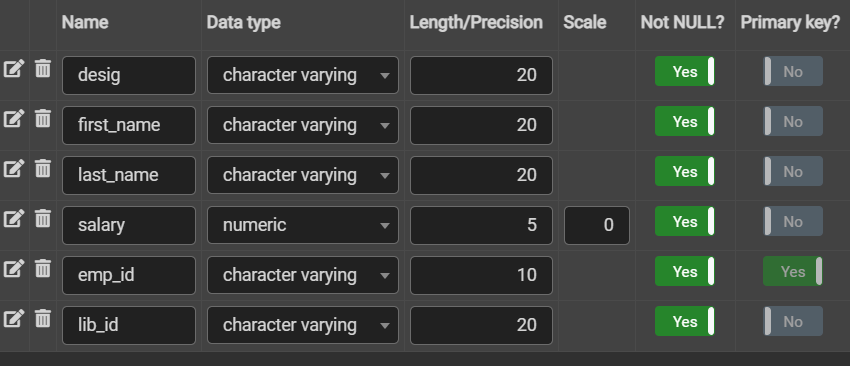 Name Data type Length/Precision Scale Not NULL? Primary key?
desig character varying 20 Yes No
first_name character varying 20 Yes No
last_name character varying 20 Yes No
salary numeric 5 0 Yes No
emp_id character varying 10 Yes Yes
lib_id character varying 20 Yes No